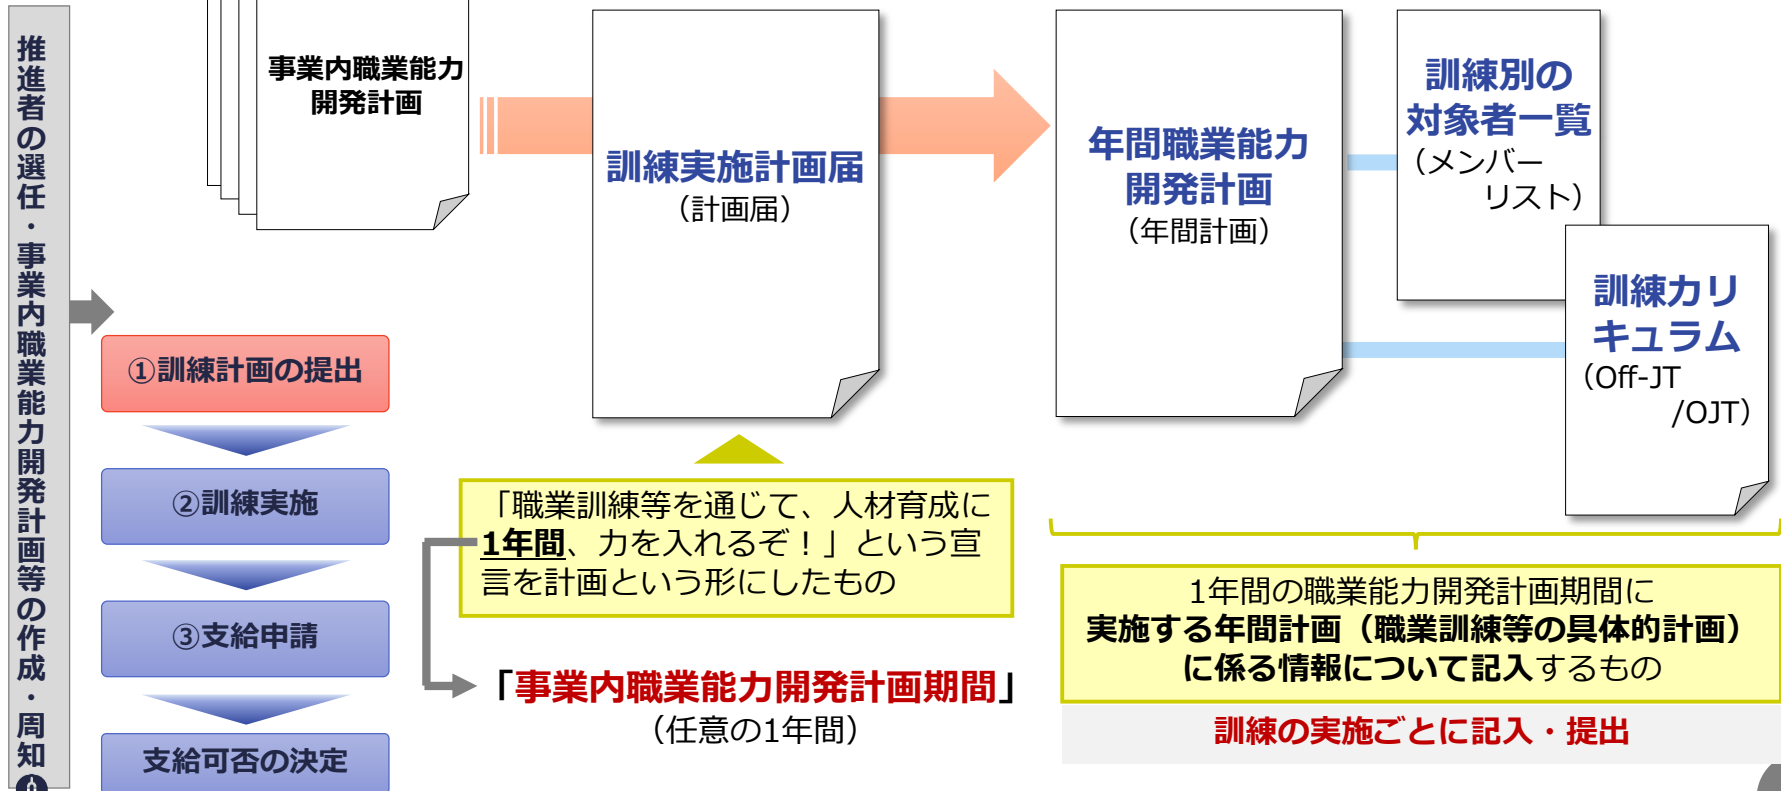 推進者の選任・事業内職業能力開発計画等の作成・周知
事業内職業能力
開発計画
訓練実施計画届
（計画届）
年間職業能力
開発計画
（年間計画）
訓練別の
対象者一覧
（メンバー
リスト）
訓練カリ
キュラム
（Off-JT
/OJT）
①訓練計画の提出
②訓練実施
③支給申請
支給可否の決定
「職業訓練等を通じて、人材育成に
1年間、力を入れるぞ！」という宣
言を計画という形にしたもの
「事業内職業能力開発計画期間」
（任意の1年間）
1年間の職業能力開発計画期間に
実施する年間計画（職業訓練等の具体的計画）
に係る情報について記入するもの
訓練の実施ごとに記入・提出